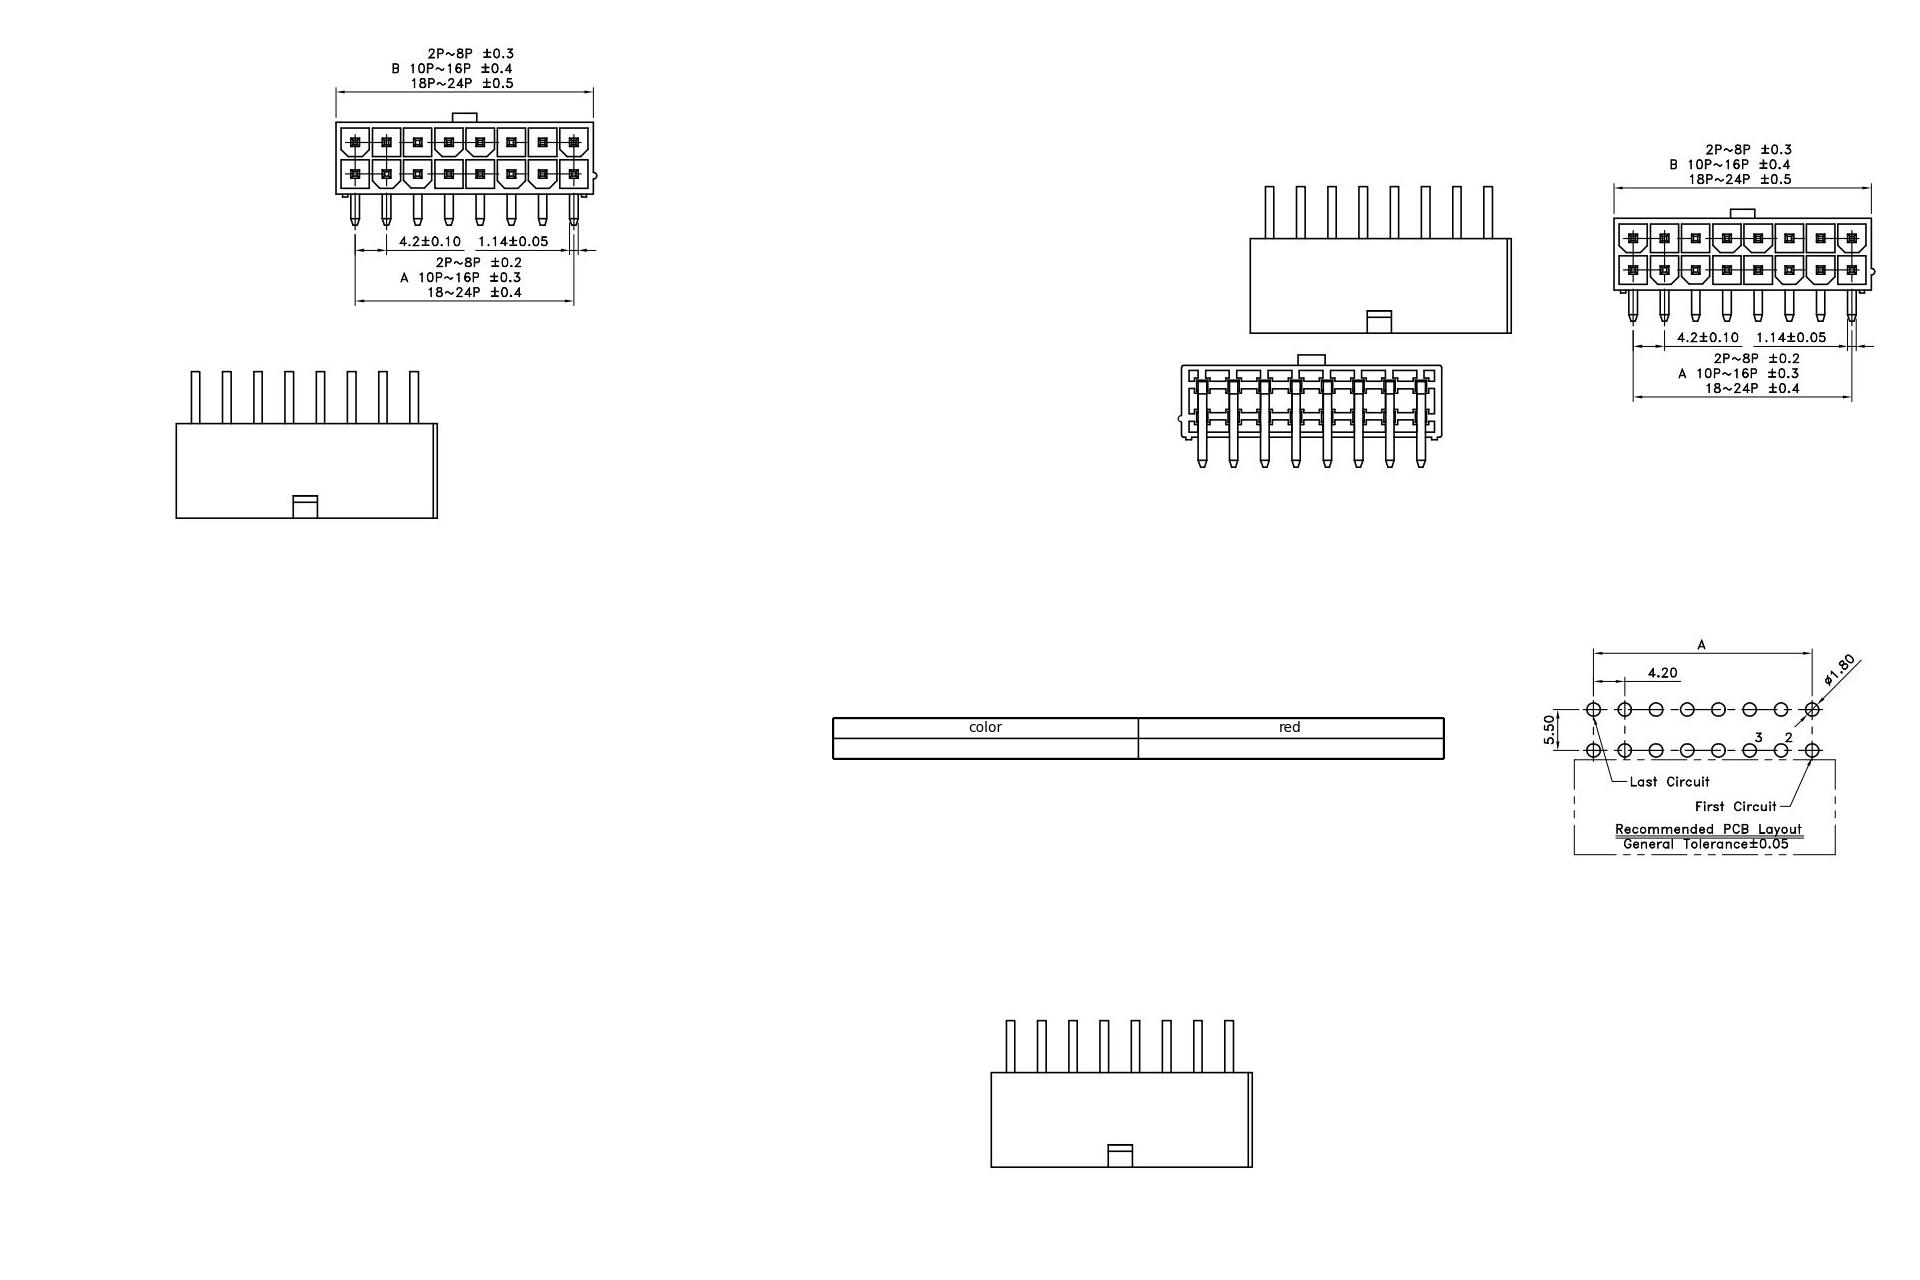 2P~8P ±0.3
B 10P~16P ±0.4
18P~24P ±0.5
4.2±0.10 1.14±0.05
2P~8P ±0.2
A 10P~16P ±0.3
18~24P ±0.4
2P~8P ±0.3
B 10P~16P ±0.4
18P~24P ±0.5
4.2±0.10 1.14±0.05
2P~8P ±0.2
A 10P~16P ±0.3
18~24P ±0.4
color red
A
4.20
ø1.80
5.50
3 2
Last Circuit
First Circuit
Recommended PCB Layout
General Tolerance±0.05